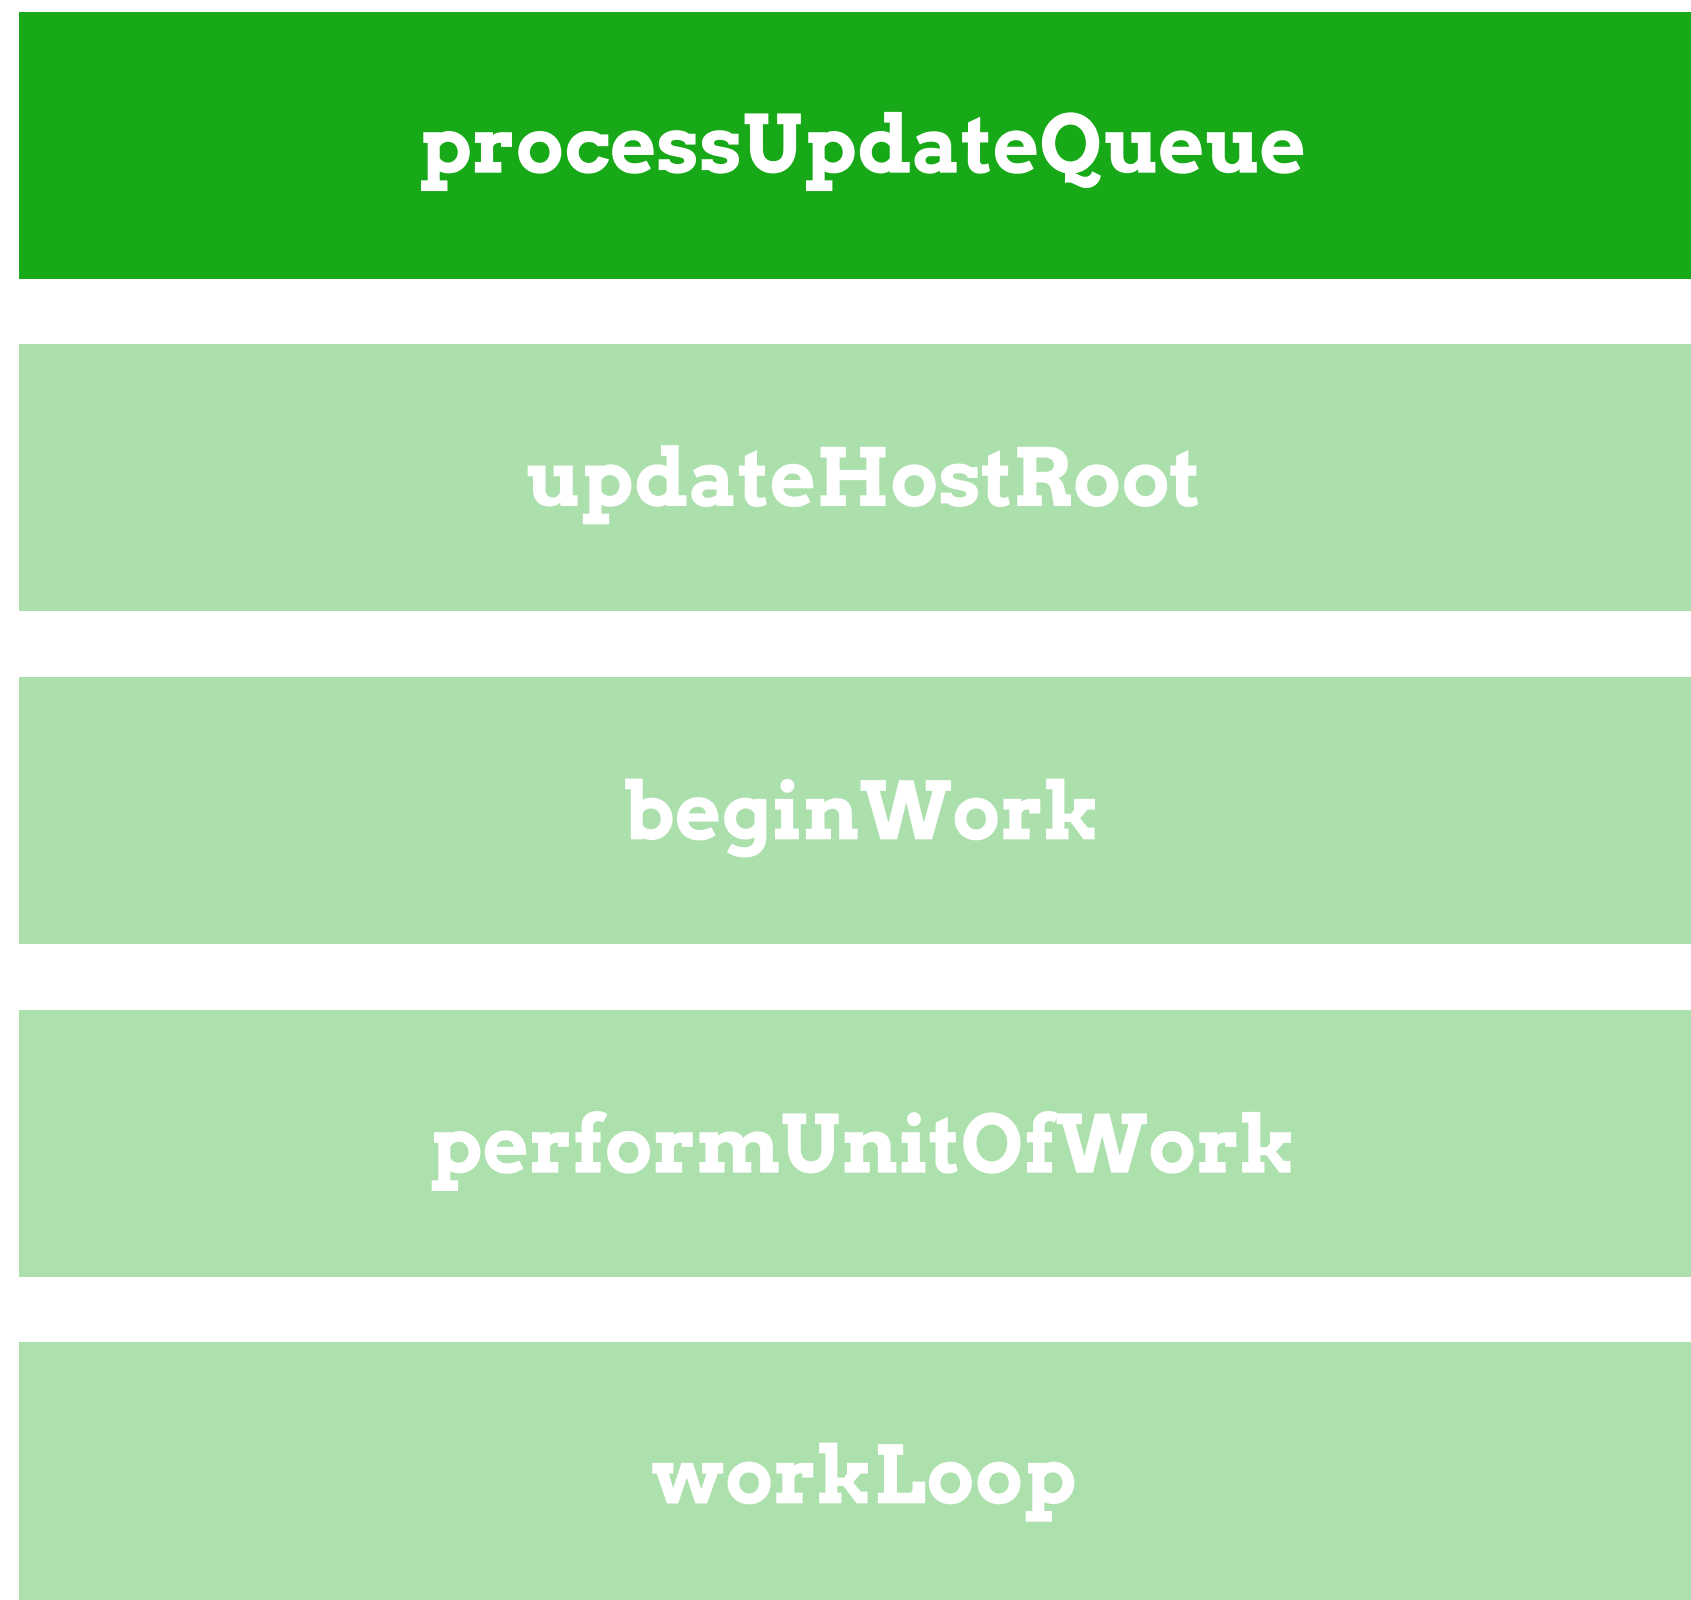 processUpdateQueue
updateHostRoot
beginWork
performUnitOfWork
workLoop